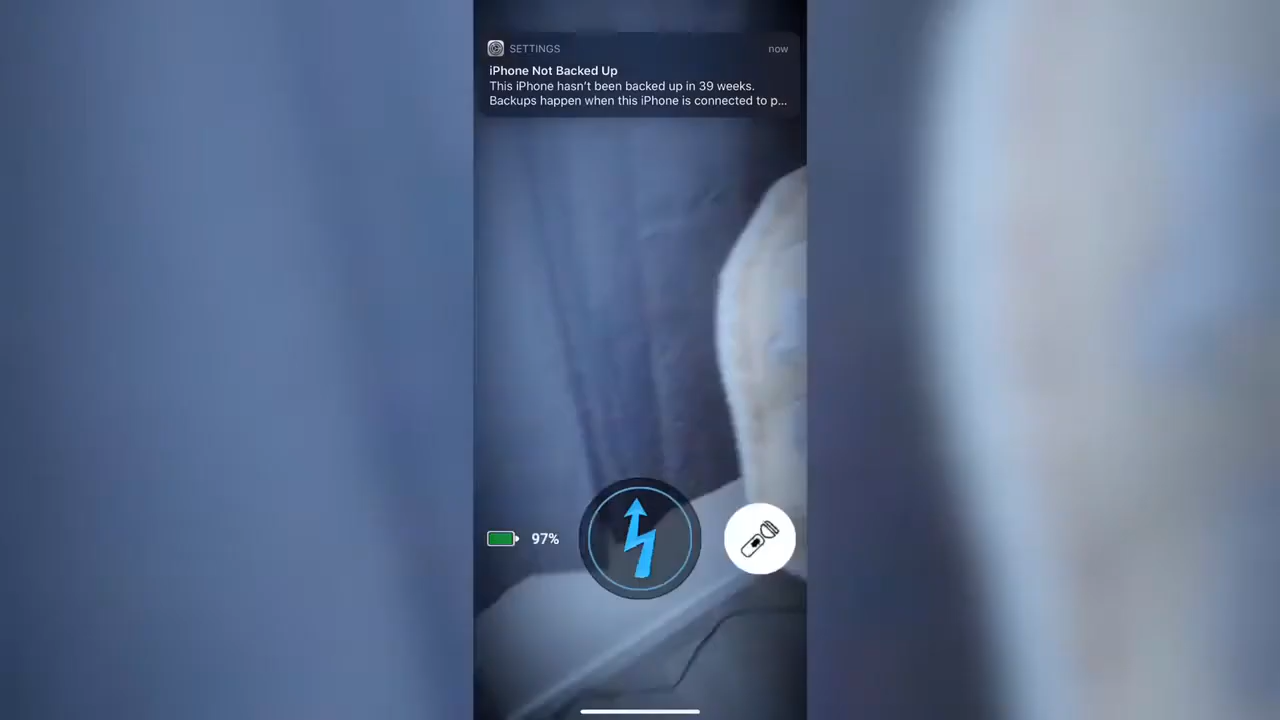 SETTINGS now
iPhone Not Backed Up
This iPhone hasn't been backed up in 39 weeks.
Backups happen when this iPhone is connected to p...
97%